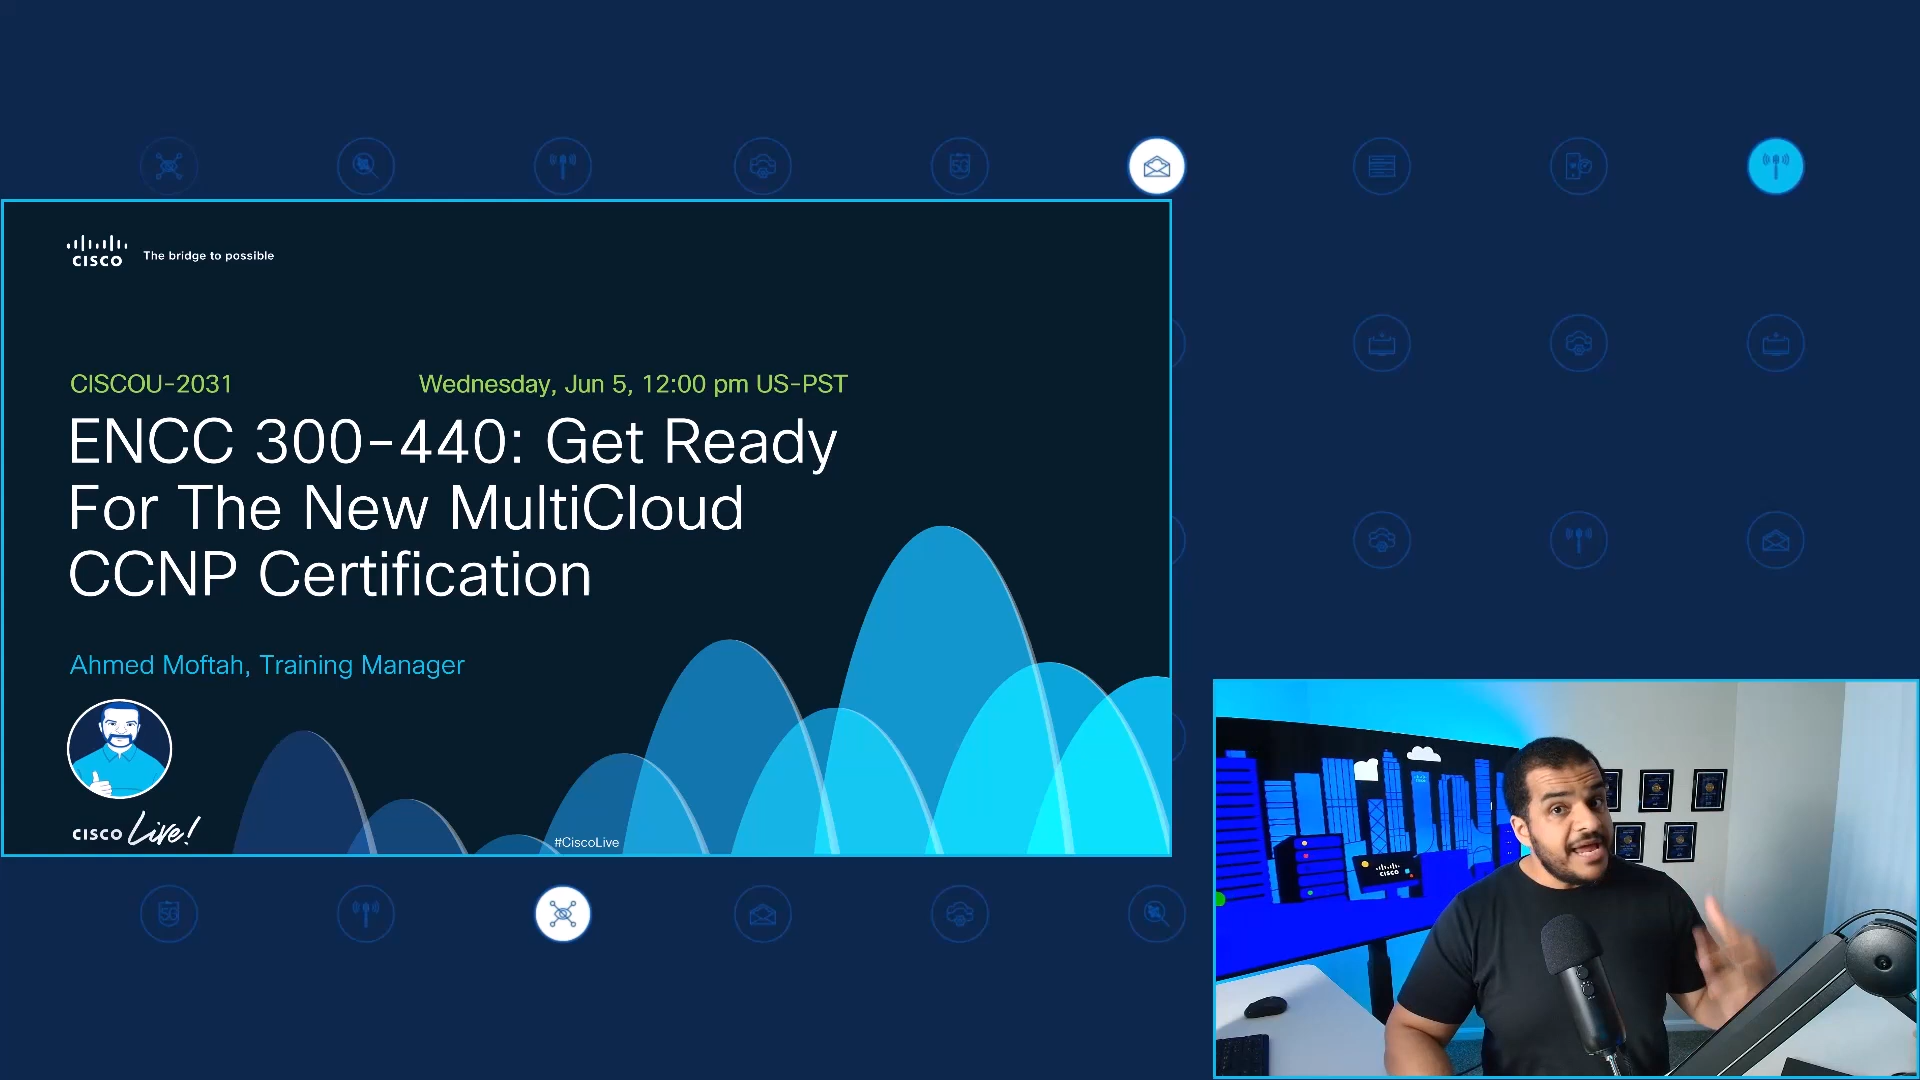 CISCO
The bridge to possible
CISCOU-2031
Wednesday, Jun 5, 12:00 pm US-PST
ENCC 300-440: Get Ready
For The New MultiCloud
CCNP Certification
Ahmed Moftah, Training Manager
CISCO Live!
#CiscoLive
CISCO